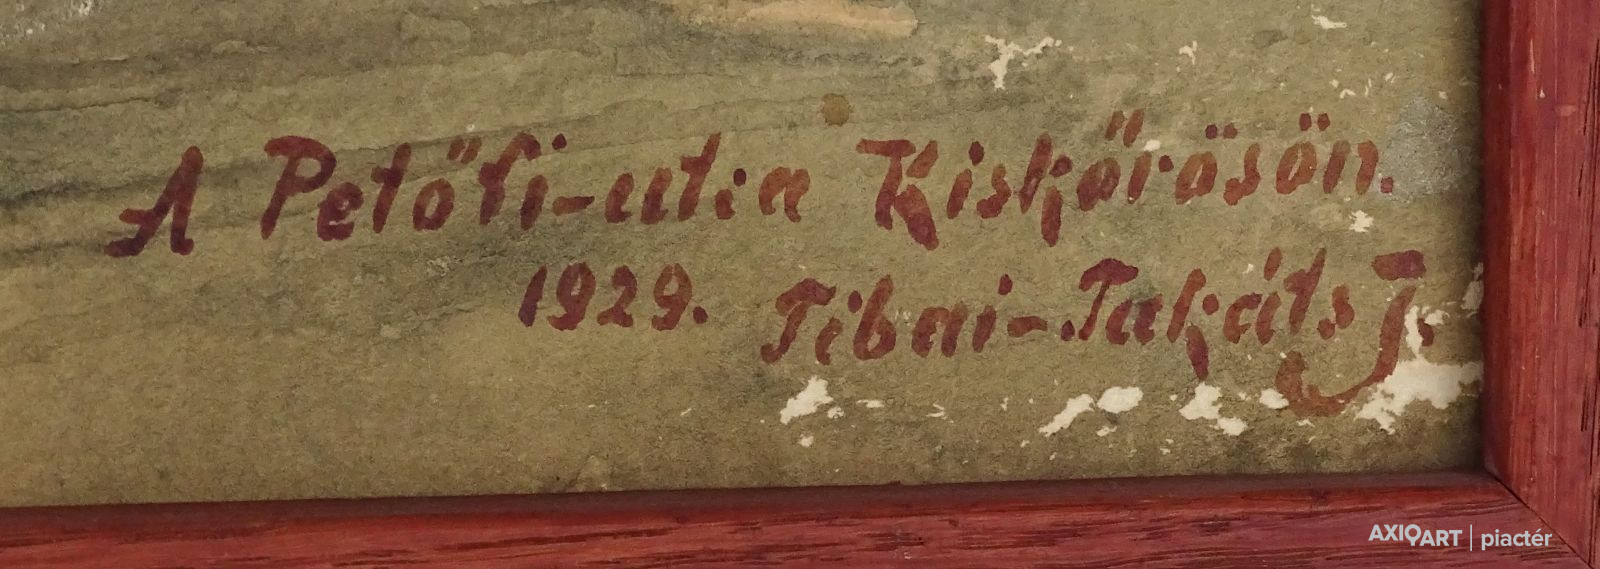 A Petőfi-utca Kiskőrösön.
1929. Tibai-Takáts J.
AXIOART | piactér